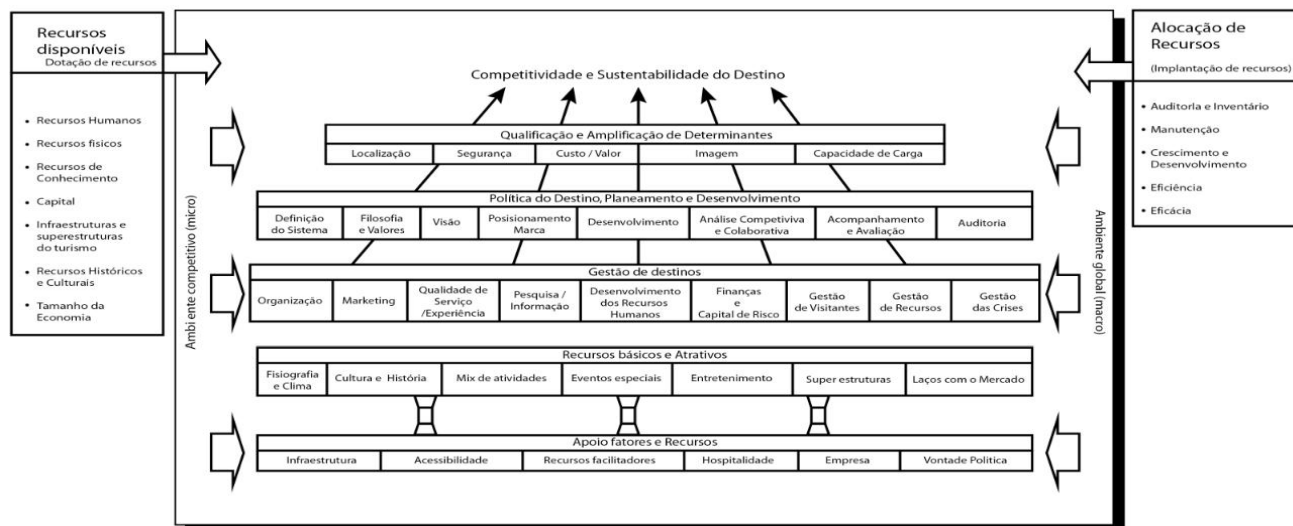 Recursos
disponíveis
Dotação de recursos
• Recursos Humanos
• Recursos fisicos
• Recursos de
Conhecimento
• Capital
• Infraestruturas e
superestruturas
do turismo
• Recursos Históricos
e Culturais
• Tamanho da
Economia
Ambiente competitivo (micro)
Competitividade e Sustentabilidade do Destino
Qualificação e Amplificação de Determinantes
Localização
Segurança
Custo / Valor
Imagem
Capacidade de Carga
Política do Destino, Planeamento e Desenvolvimento
Definição
do Sistema
Filosofia
e Valores
Visão
Posisionamento
Marca
Desenvolvimento
Análise Competiviva
e Colaborativa
Acompanhamento
e Avaliação
Auditoria
Gestão de destinos
Organização
Marketing
Qualidade de
Serviço
/Experiência
Pesquisa /
Informação
Desenvolvimento
dos Recursos
Humanos
Finanças
e
Capital de Risco
Gestão
de Visitantes
Gestão
de Recursos
Gestão
das Crises
Recursos básicos e Atrativos
Fisiografia
e Clima
Cultura e História
Mix de atividades
Eventos especiais
Entretenimento
Super estruturas
Laços com o Mercado
Apoio fatores e Recursos
Infraestrutura
Acessibilidade
Recursos facilitadores
Hospitalidade
Empresa
Vontade Politica
Ambiente global (macro)
Alocação de
Recursos
(Implantação de recursos)
• Auditoria e Inventário
• Manutenção
• Crescimento e
Desenvolvimento
• Eficiência
• Eficácia